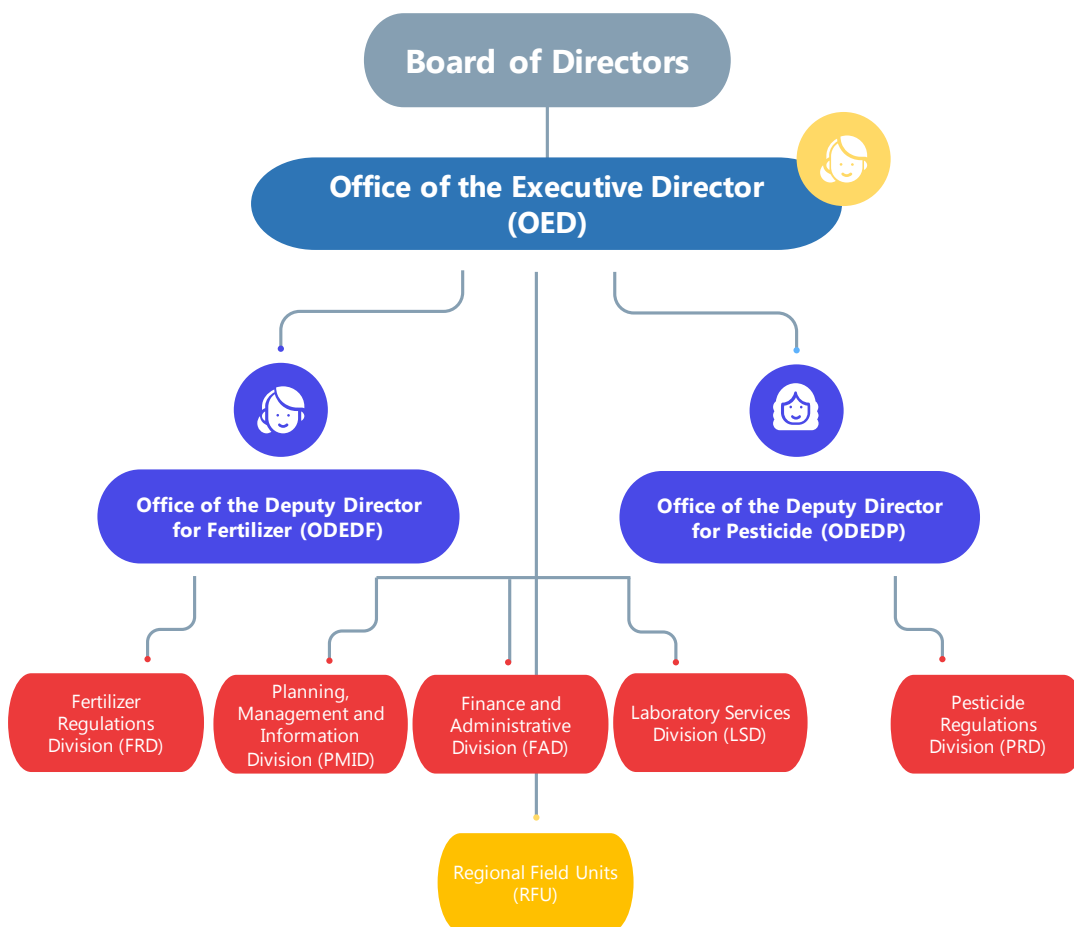 Board of Directors
Office of the Executive Director
(OED)
Office of the Deputy Director
for Fertilizer (ODEDF)
Office of the Deputy Director
for Pesticide (ODEDP)
Fertilizer
Regulations
Division (FRD)
Planning,
Management and
Information
Division (PMID)
Finance and
Administrative
Division (FAD)
Laboratory Services
Division (LSD)
Pesticide
Regulations
Division (PRD)
Regional Field Units
(RFU)